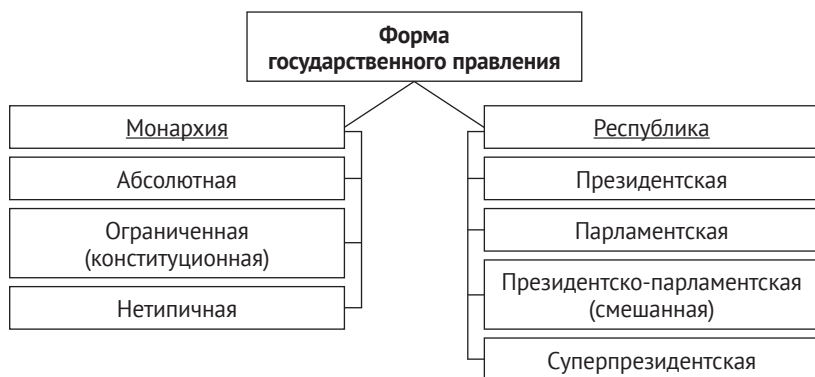 Форма
государственного правления
Монархия
Абсолютная
Ограниченная
(конституционная)
Нетипичная
Республика
Президентская
Парламентская
Президентско-парламентская
(смешанная)
Суперпрезидентская